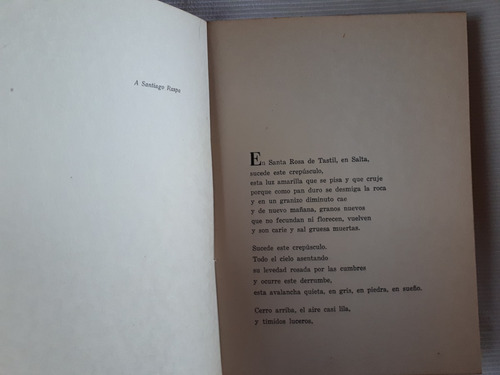 A Santiago Raspa
En Santa Rosa de Tastil, en Salta,
sucede este crepúsculo,
esta luz amarilla que se pisa y que cruje
porque como pan duro se desmiga la roca
y en un granizo diminuto cae
y de nuevo mañana, granos nuevos
que no fecundan ni florecen, vuelven
y son cariz y sal gruesa muertas.
Sucede este crepúsculo.
Todo el cielo asentando
su levedad rosada por las cumbres
y ocurre este derrumbe,
esta avalancha quieta, en gris, en piedra, en sueño.
Cerro arriba, el aire casi lila,
y tímidos luceros,